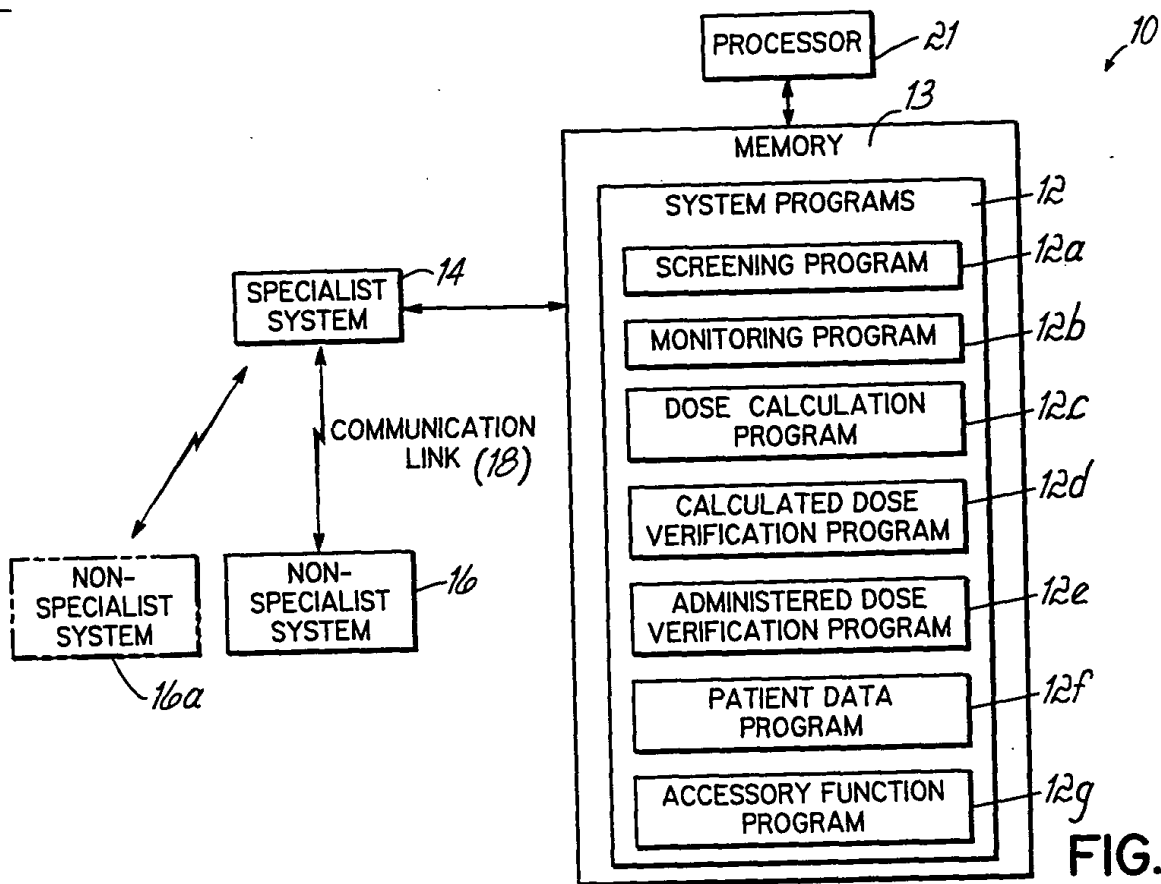 PROCESSOR
21
10
13
MEMORY
12
SYSTEM PROGRAMS
SCREENING PROGRAM
12a
14
SPECIALIST
SYSTEM
MONITORING PROGRAM
12b
DOSE CALCULATION
PROGRAM
12c
COMMUNICATION
LINK (18)
CALCULATED DOSE
VERIFICATION PROGRAM
12d
NON-
SPECIALIST
SYSTEM
16a
NON-
SPECIALIST
SYSTEM
16
ADMINISTERED DOSE
VERIFICATION PROGRAM
12e
PATIENT DATA
PROGRAM
12f
ACCESSORY FUNCTION
PROGRAM
12g
FIG.